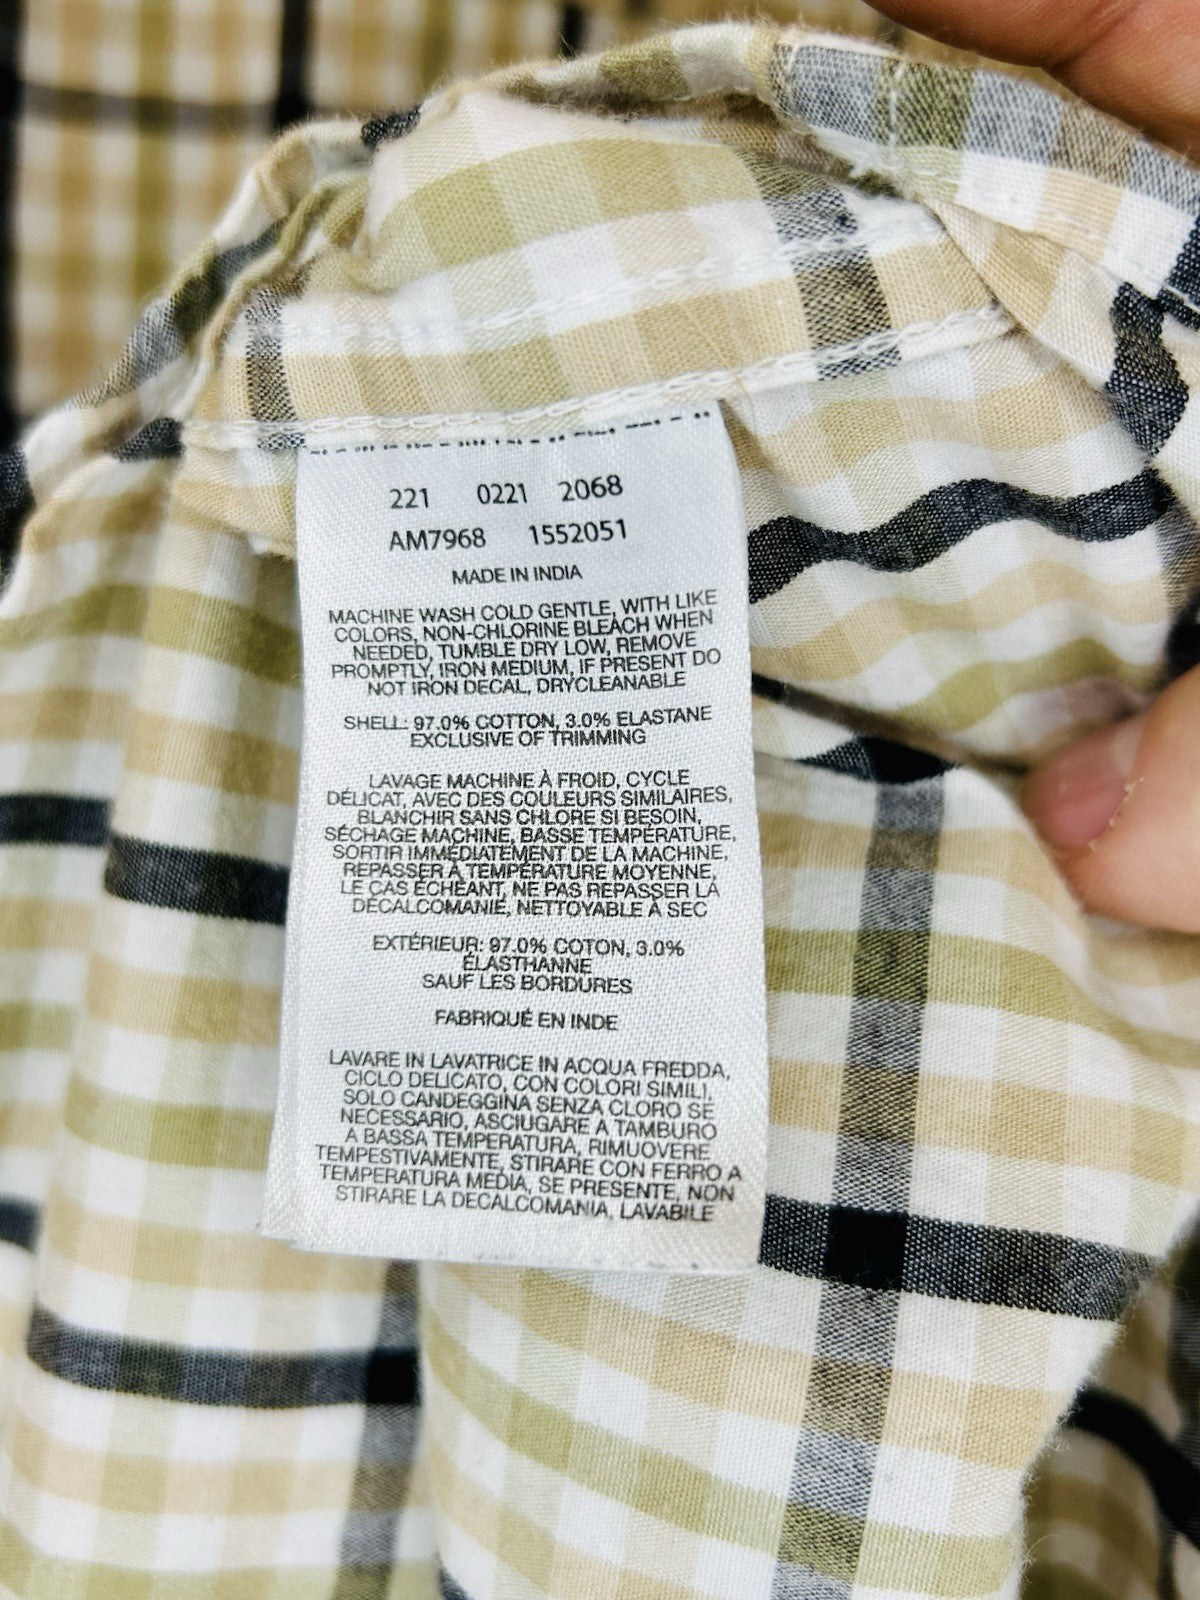 221 0221 2068
AM7968 1552051
MADE IN INDIA
MACHINE WASH COLD GENTLE, WITH LIKE
COLORS, NON-CHLORINE BLEACH WHEN
NEEDED, TUMBLE DRY LOW, REMOVE
PROMPTLY, IRON MEDIUM, IF PRESENT DO
NOT IRON DECAL, DRYCLEANABLE
SHELL: 97.0% COTTON, 3.0% ELASTANE
EXCLUSIVE OF TRIMMING
LAVAGE MACHINE À FROID, CYCLE
DÉLICAT, AVEC DES COULEURS SIMILAIRES,
BLANCHIR SANS CHLORE SI BESOIN,
SÉCHAGE MACHINE, BASSE TEMPÉRATURE,
SORTIR IMMÉDIATEMENT DE LA MACHINE,
REPASSER À TEMPÉRATURE MOYENNE,
LE CAS ÉCHÉANT, NE PAS REPASSER LA
DÉCALCOMANIE, NETTOYABLE À SEC
EXTÉRIEUR: 97.0% COTON, 3.0%
ÉLASTHANNE
SAUF LES BORDURES
FABRIQUÉ EN INDE
LAVARE IN LAVATRICE IN ACQUA FREDDA,
CICLO DELICATO, CON COLORI SIMILI,
SOLO CANDEGGINA SENZA CLORO SE
NECESSARIO, ASCIUGARE A TAMBURO
A BASSA TEMPERATURA, RIMUOVERE
TEMPESTIVAMENTE, STIRARE CON FERRO A
TEMPERATURA MEDIA, SE PRESENTE, NON
STIRARE LA DECALCOMANIA, LAVABILE